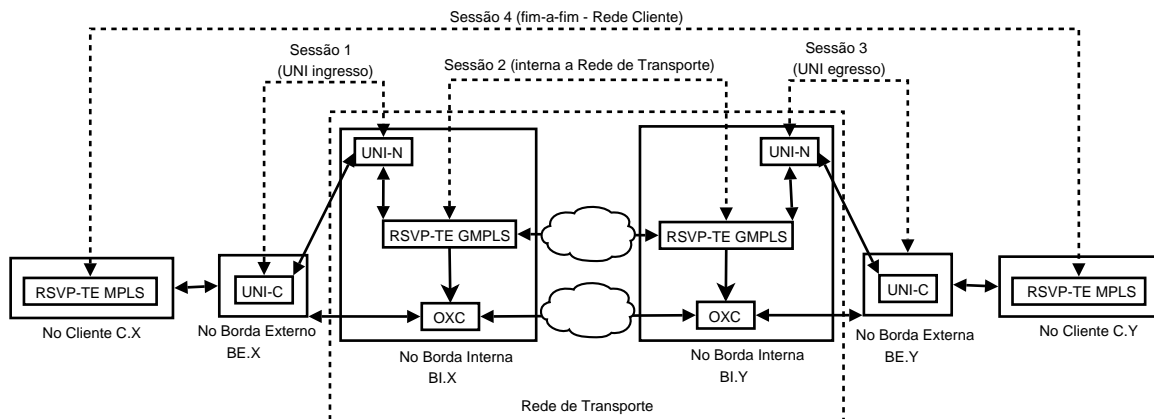 Sessão 4 (fim-a-fim - Rede Cliente)
Sessão 1
(UNI ingresso)
Sessão 2 (interna a Rede de Transporte)
Sessão 3
(UNI egresso)
UNI-N
UNI-N
RSVP-TE GMPLS
RSVP-TE GMPLS
RSVP-TE MPLS
UNI-C
UNI-C
RSVP-TE MPLS
OXC
OXC
No Cliente C.X
No Borda Externo
BE.X
No Borda Interna
BI.X
No Borda Interna
BI.Y
No Borda Externa
BE.Y
No Cliente C.Y
Rede de Transporte